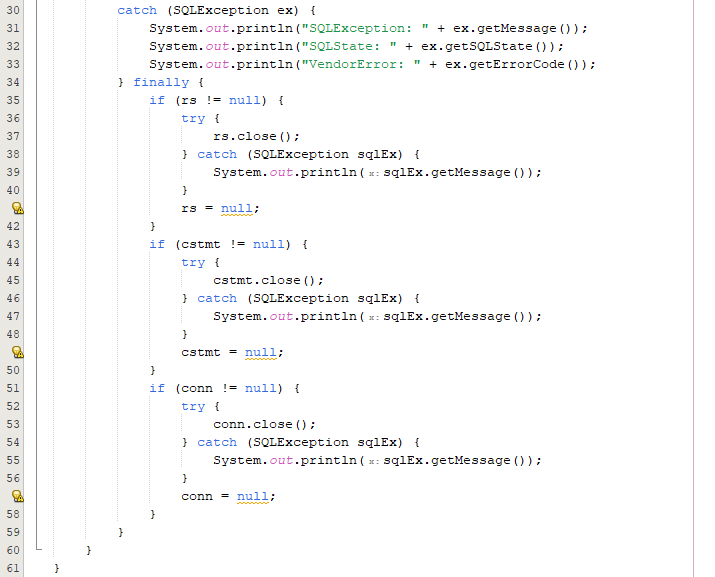 30 catch (SQLException ex) {
31 System.out.println("SQLException: " + ex.getMessage());
32 System.out.println("SQLState: " + ex.getSQLState());
33 System.out.println("VendorError: " + ex.getErrorCode());
34 } finally {
35 if (rs != null) {
36 try {
37 rs.close();
38 } catch (SQLException sqlEx) {
39 System.out.println(x: sqlEx.getMessage());
40 }
rs = null;
42 }
43 if (cstmt != null) {
44 try {
45 cstmt.close();
46 } catch (SQLException sqlEx) {
47 System.out.println(x: sqlEx.getMessage());
48 }
cstmt = null;
50 }
51 if (conn != null) {
52 try {
53 conn.close();
54 } catch (SQLException sqlEx) {
55 System.out.println(x: sqlEx.getMessage());
56 }
conn = null;
58 }
59 }
60 }
61 }